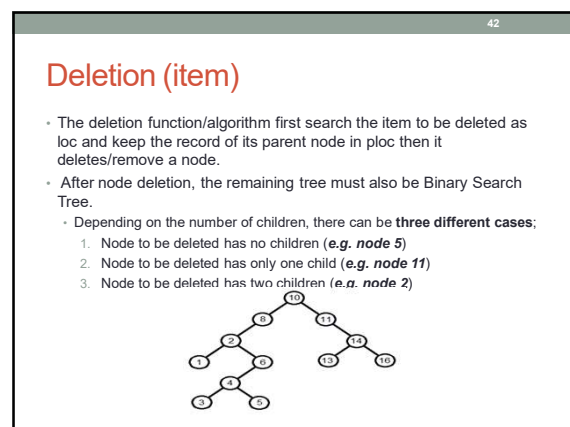 42
Deletion (item)
• The deletion function/algorithm first search the item to be deleted as
loc and keep the record of its parent node in ploc then it
deletes/remove a node.
• After node deletion, the remaining tree must also be Binary Search
Tree.
• Depending on the number of children, there can be three different cases;
1. Node to be deleted has no children (e.g. node 5)
2. Node to be deleted has only one child (e.g. node 11)
3. Node to be deleted has two children (e.g. node 2)
10
8 11
2 14
1 6 13 16
4
3 5